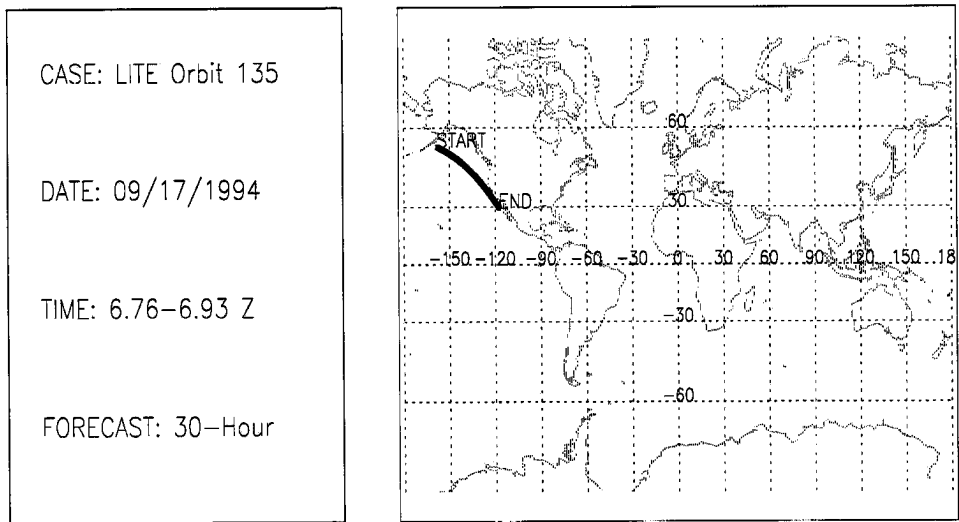 CASE: LITE Orbit 135
DATE: 09/17/1994
TIME: 6.76-6.93 Z
FORECAST: 30-Hour
60
START
END
30
-150 -120 -90 -60 -30 0 30 60 90 120 150 18
-30
-60